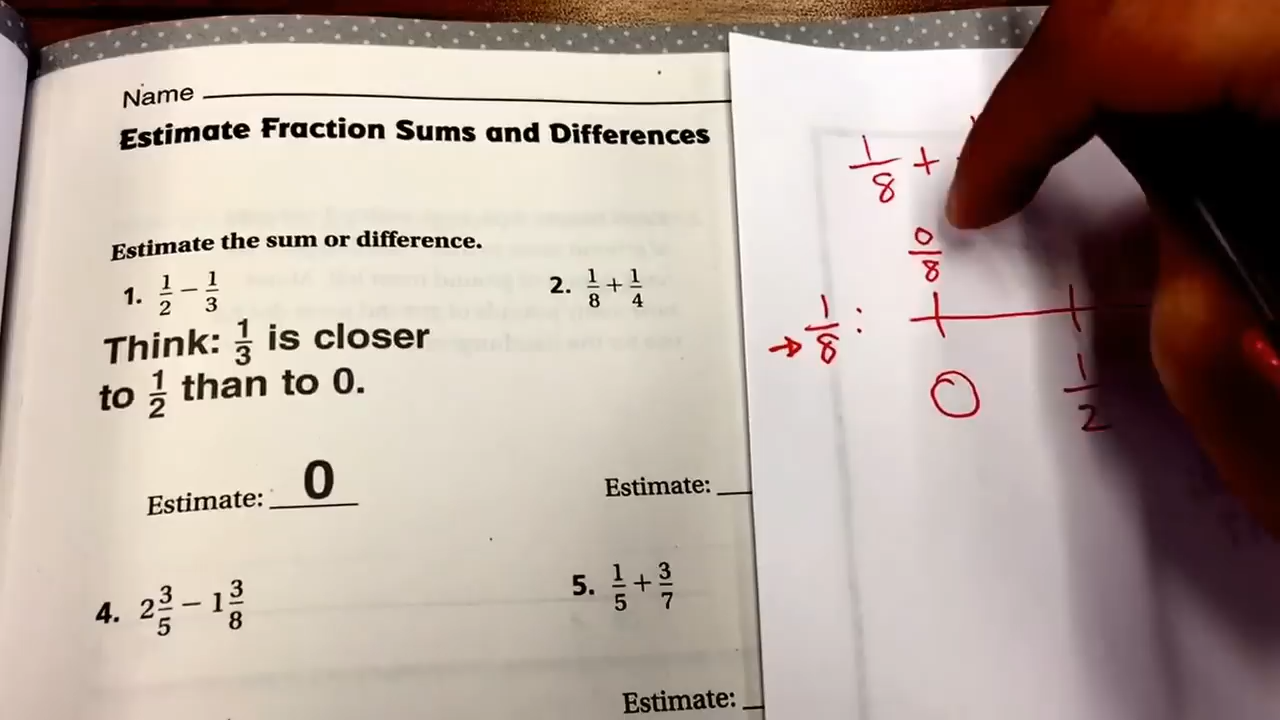 Name
Estimate Fraction Sums and Differences
Estimate the sum or difference.
1. 1/2 − 1/3
2. 1/8 + 1/4
Think: 1/3 is closer
to 1/2 than to 0.
Estimate: 0
Estimate:
4. 2 3/5 − 1 3/8
5. 1/5 + 3/7
Estimate:
1/8 +
0/8
→ 1/8 :
0 1/2